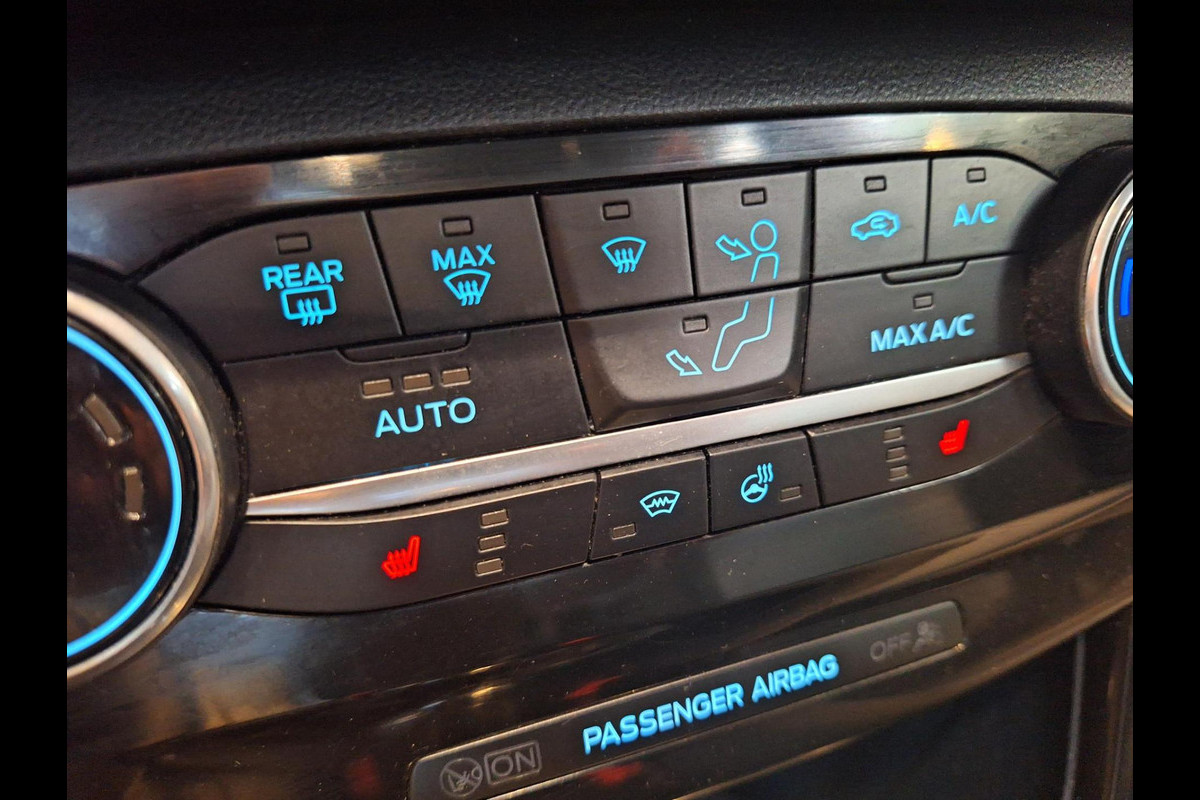 REAR
MAX
A/C
MAX A/C
AUTO
PASSENGER AIRBAG
OFF
ON